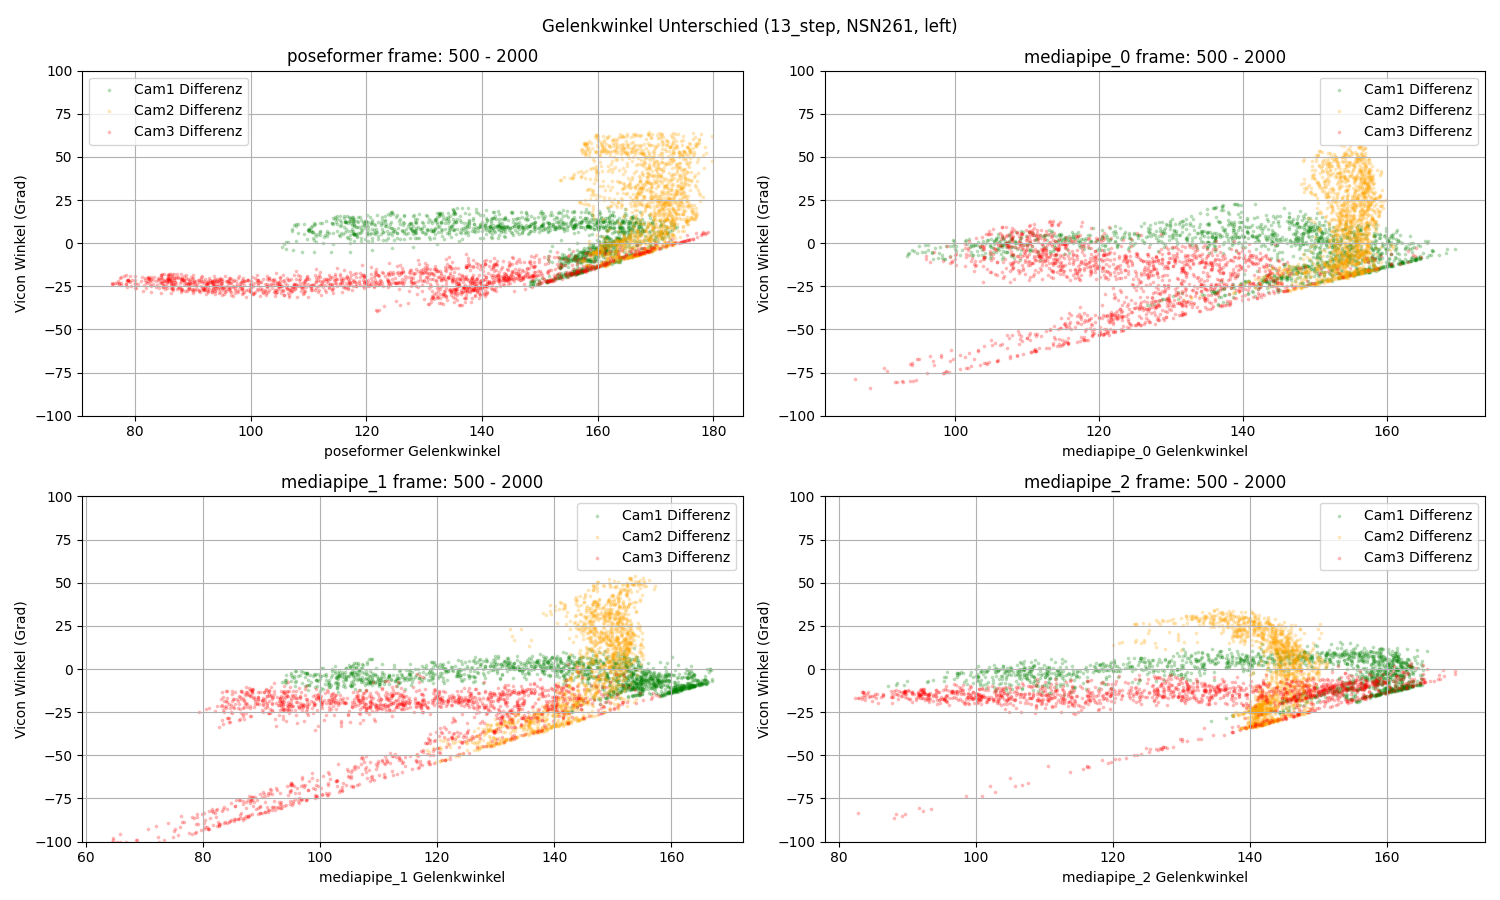 Gelenkwinkel Unterschied (13_step, NSN261, left)
poseformer frame: 500 - 2000
100
75
50
25
0
−25
−50
−75
−100
Vicon Winkel (Grad)
Cam1 Differenz
Cam2 Differenz
Cam3 Differenz
80 100 120 140 160 180
poseformer Gelenkwinkel
mediapipe_0 frame: 500 - 2000
100
75
50
25
0
−25
−50
−75
−100
Vicon Winkel (Grad)
Cam1 Differenz
Cam2 Differenz
Cam3 Differenz
100 120 140 160
mediapipe_0 Gelenkwinkel
mediapipe_1 frame: 500 - 2000
100
75
50
25
0
−25
−50
−75
−100
Vicon Winkel (Grad)
Cam1 Differenz
Cam2 Differenz
Cam3 Differenz
60 80 100 120 140 160
mediapipe_1 Gelenkwinkel
mediapipe_2 frame: 500 - 2000
100
75
50
25
0
−25
−50
−75
−100
Vicon Winkel (Grad)
Cam1 Differenz
Cam2 Differenz
Cam3 Differenz
80 100 120 140 160
mediapipe_2 Gelenkwinkel